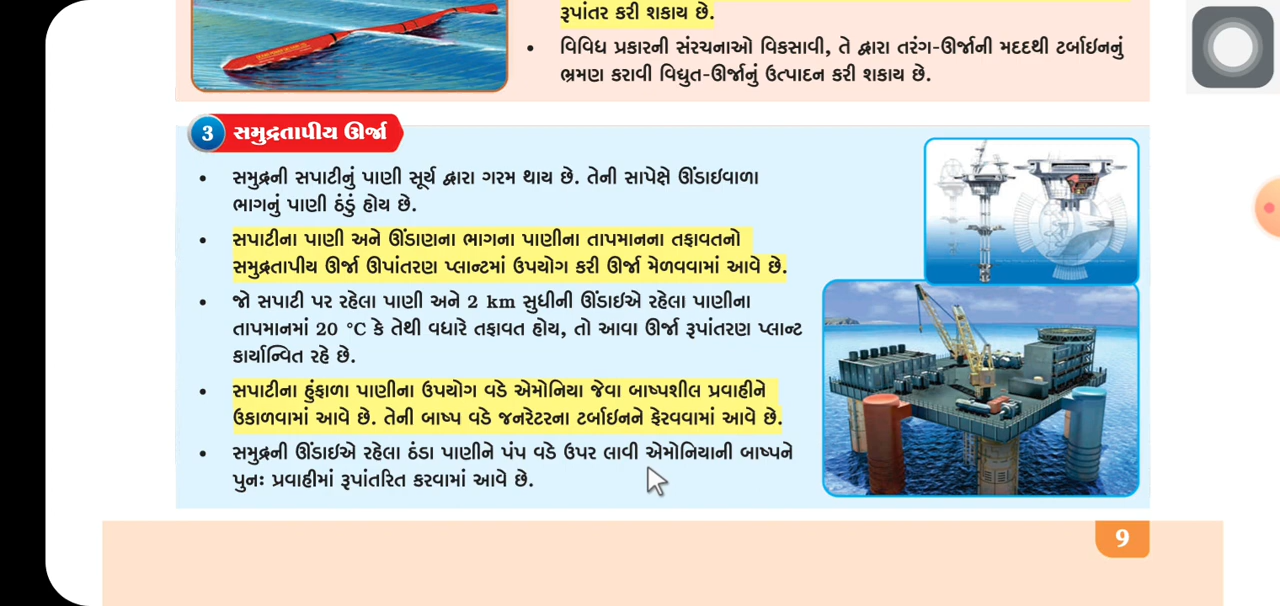 રૂપાંતર કરી શકાય છે.
• વિવિધ પ્રકારની સંરચનાઓ વિકસાવી, તે દ્વારા તરંગ-ઊર્જાની મદદથી ટર્બાઇનનું
ભ્રમણ કરાવી વિદ્યુત-ઊર્જાનું ઉત્પાદન કરી શકાય છે.
3 સમુદ્રતાપીય ઊર્જા
• સમુદ્રની સપાટીનું પાણી સૂર્ય દ્વારા ગરમ થાય છે. તેની સાપેક્ષે ઊંડાઈવાળા
ભાગનું પાણી ઠંડું હોય છે.
• સપાટીના પાણી અને ઊંડાણના ભાગના પાણીના તાપમાનના તફાવતનો
સમુદ્રતાપીય ઊર્જા ઊપાંતરણ પ્લાન્ટમાં ઉપયોગ કરી ઊર્જા મેળવવામાં આવે છે.
• જો સપાટી પર રહેલા પાણી અને 2 km સુધીની ઊંડાઈએ રહેલા પાણીના
તાપમાનમાં 20 °C કે તેથી વધારે તફાવત હોય, તો આવા ઊર્જા રૂપાંતરણ પ્લાન્ટ
કાર્યાન્વિત રહે છે.
• સપાટીના હુંફાળા પાણીના ઉપયોગ વડે એમોનિયા જેવા બાષ્પશીલ પ્રવાહીને
ઉકાળવામાં આવે છે. તેની બાષ્પ વડે જનરેટરના ટર્બાઇનને ફેરવવામાં આવે છે.
• સમુદ્રની ઊંડાઈએ રહેલા ઠંડા પાણીને પંપ વડે ઉપર લાવી એમોનિયાની બાષ્પને
પુનઃ પ્રવાહીમાં રૂપાંતરિત કરવામાં આવે છે.
9